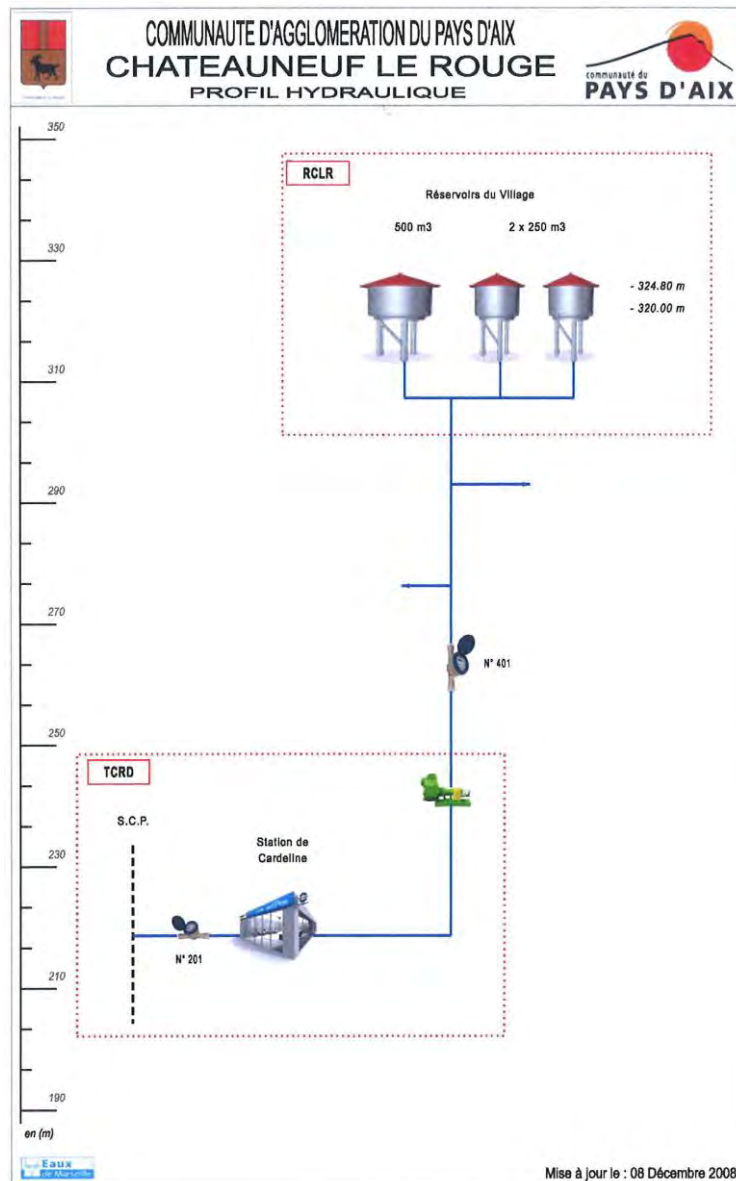 COMMUNAUTE D'AGGLOMERATION DU PAYS D'AIX
CHATEAUNEUF LE ROUGE
PROFIL HYDRAULIQUE
communauté du
PAYS D'AIX
350
RCLR
Réservoirs du Village
500 m3
2 x 250 m3
330
- 324.80 m
- 320.00 m
310
290
270
N° 401
250
TCRD
S.C.P.
Station de
Cardeline
230
N° 201
210
190
en (m)
Eaux
de Marseille
Mise à jour le : 08 Décembre 2008